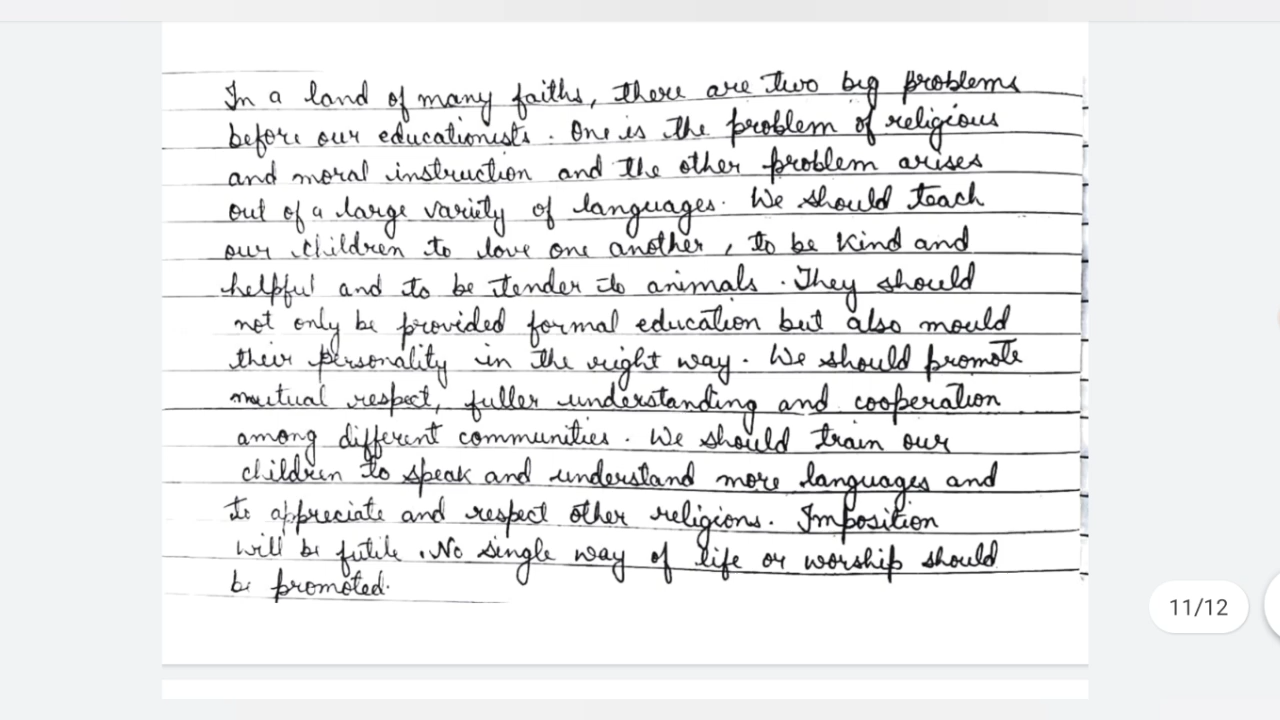 In a land of many faiths, there are two big problems
before our educationists. One is the problem of religious
and moral instruction and the other problem arises
out of a large variety of languages. We should teach
our children to love one another, to be kind and
helpful and to be tender to animals. They should
not only be provided formal education but also mould
their personality in the right way. We should promote
mutual respect, fuller understanding and cooperation
among different communities. We should train our
children to speak and understand more languages and
to appreciate and respect other religions. Imposition
will be futile. No single way of life or worship should
be promoted.
11/12